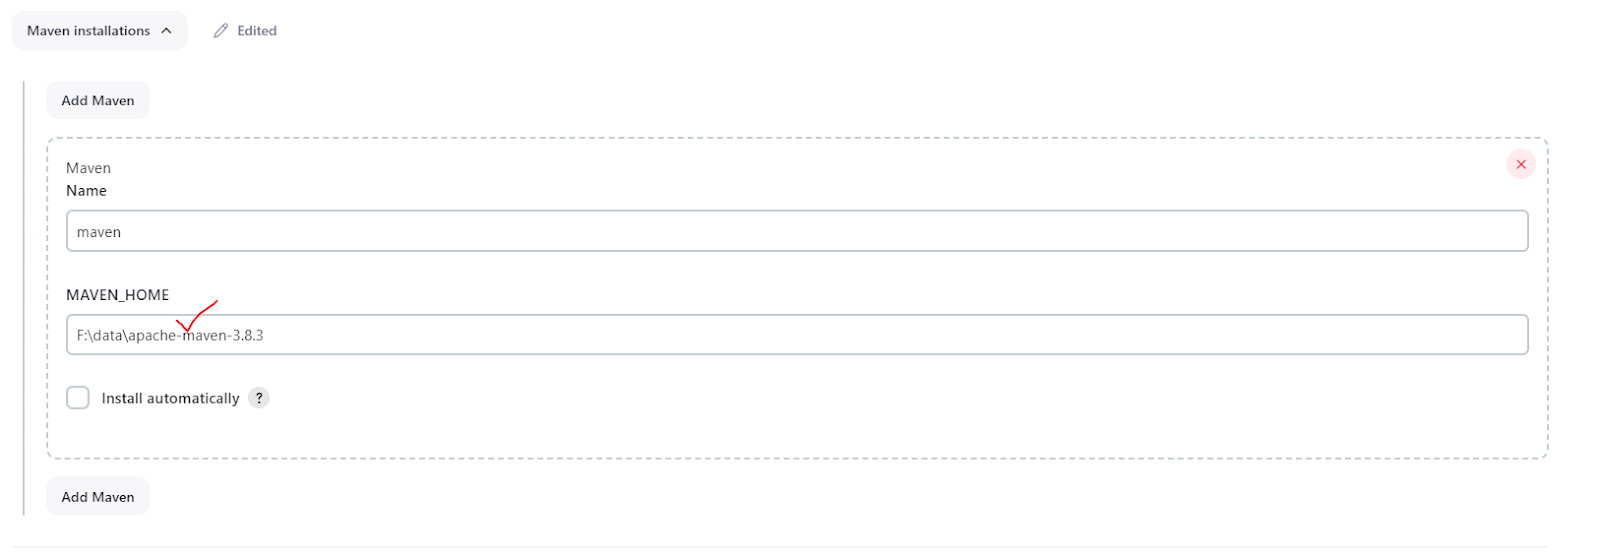 Maven installations Edited
Add Maven
Maven
Name
maven
MAVEN_HOME
F:\data\apache-maven-3.8.3
Install automatically ?
Add Maven